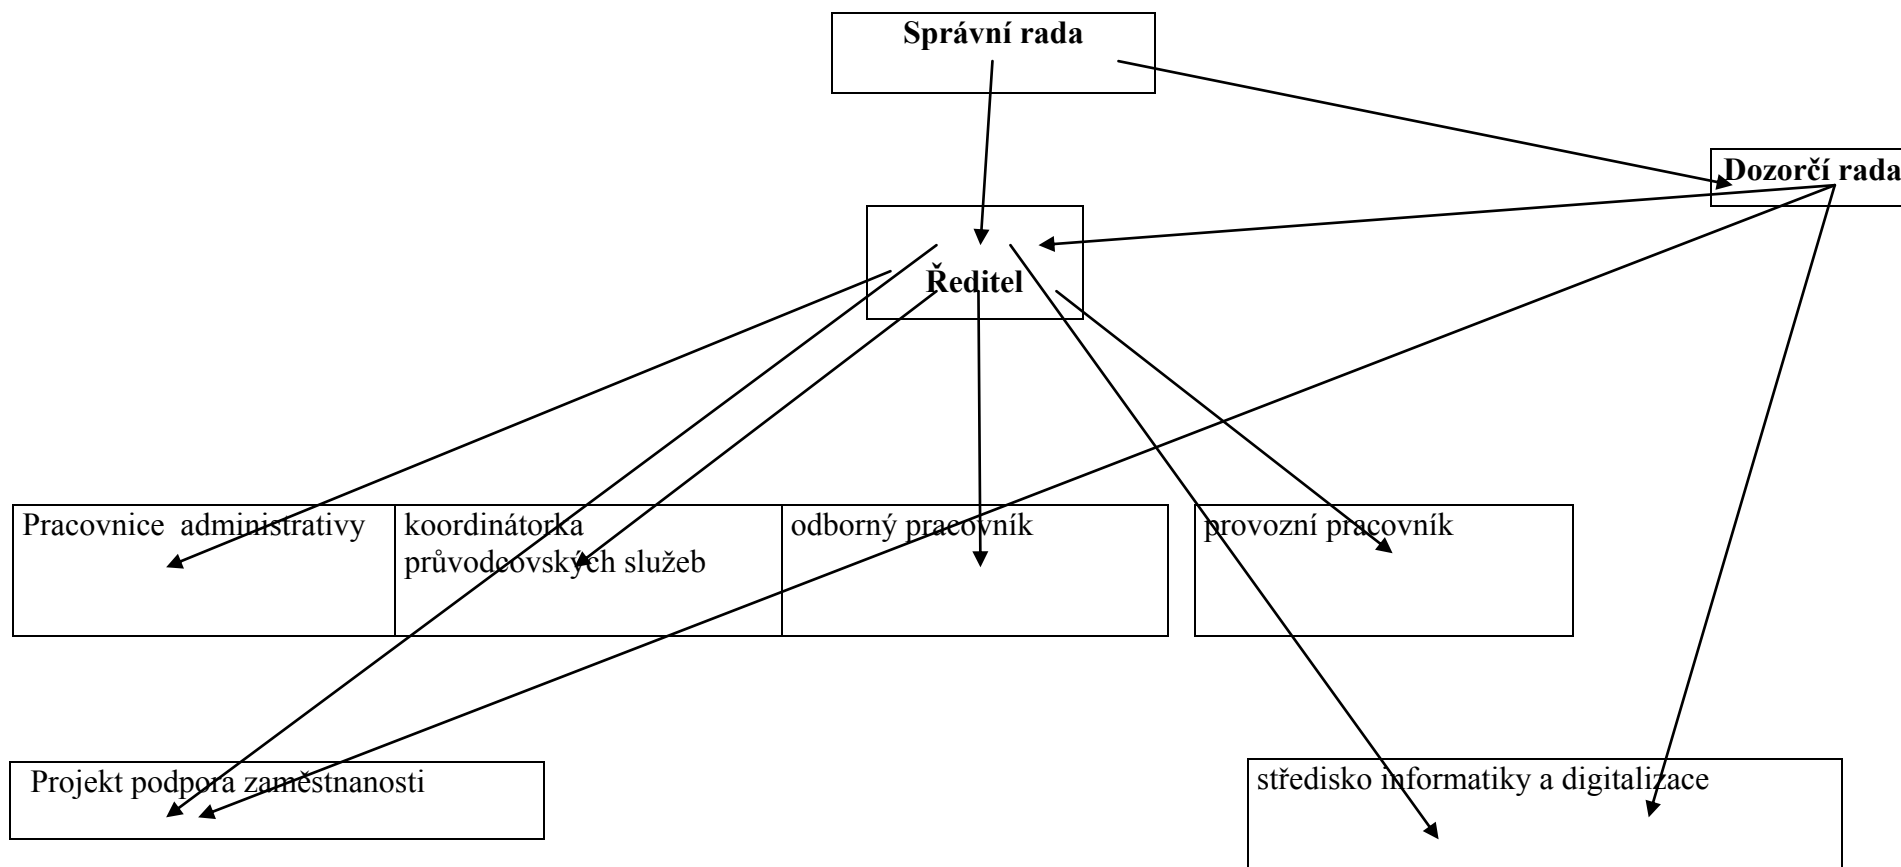 Správní rada
Dozorčí rada
Ředitel
Pracovnice administrativy
koordinátorka
průvodcovských služeb
odborný pracovník
provozní pracovník
Projekt podpora zaměstnanosti
středisko informatiky a digitalizace